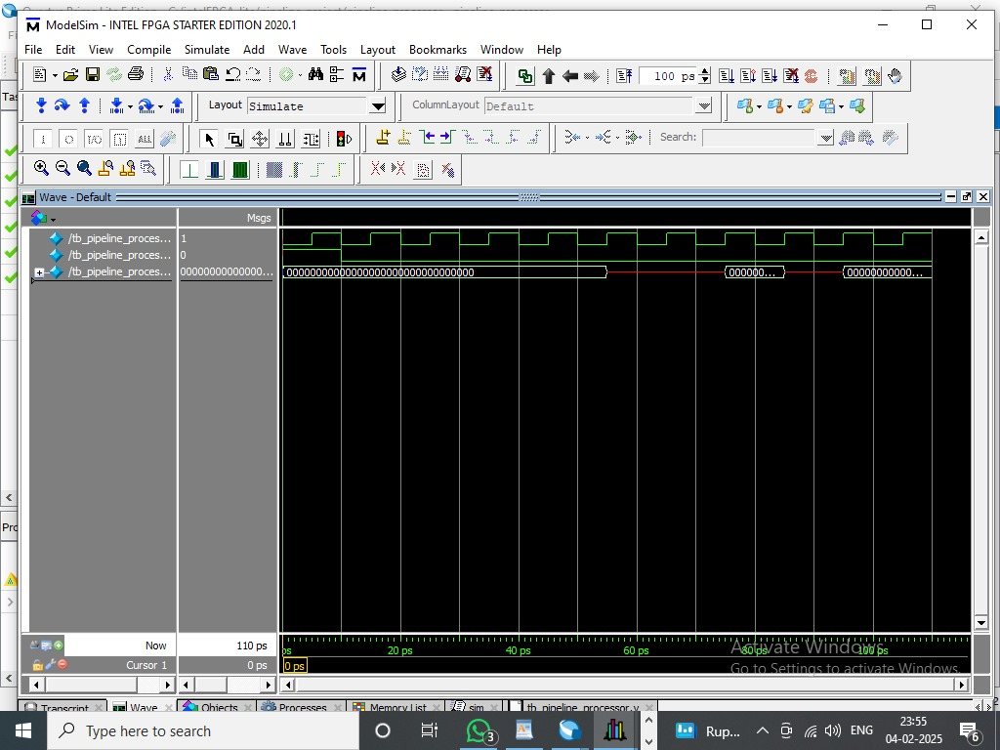 ModelSim - INTEL FPGA STARTER EDITION 2020.1
File Edit View Compile Simulate Add Wave Tools Layout Bookmarks Window Help
100 ps
Layout Simulate ColumnLayout Default
Search:
Wave - Default
Msgs
/tb_pipeline_proces... 1
/tb_pipeline_proces... 0
/tb_pipeline_proces... 00000000000000... 000000... 00000000000...
Now 110 ps ps 20 ps 40 ps 60 ps 80 ps 100 ps
Cursor 1 0 ps 0 ps
Activate Windows
Go to Settings to activate Windows.
Transcript Wave Objects Processes Memory List sim tb_pipeline_processor.v
Type here to search
3
Rup...
ENG
23:55
04-02-2025
6